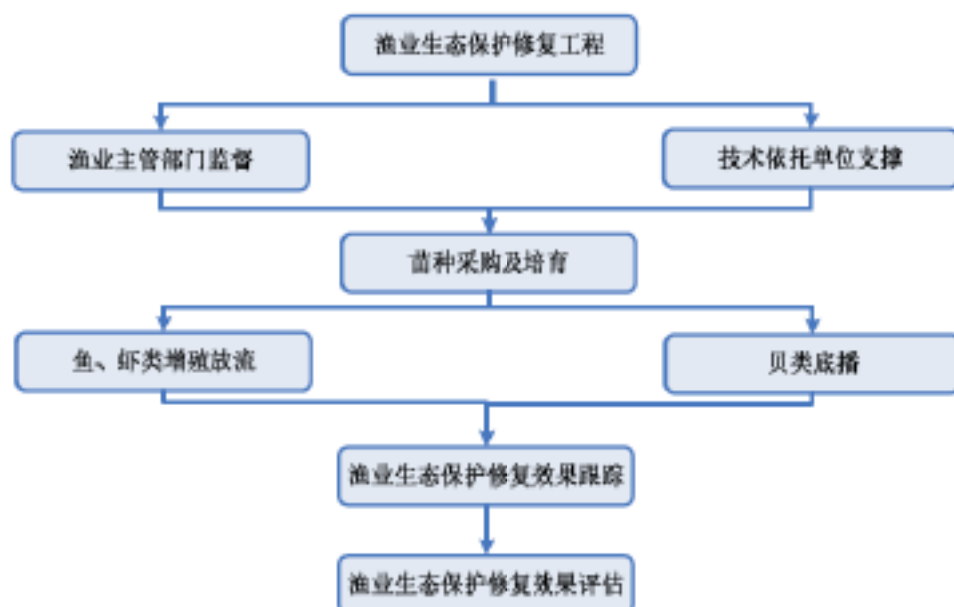 渔业生态保护修复工程
渔业主管部门监督
技术依托单位支撑
苗种采购及培育
鱼、虾类增殖放流
贝类底播
渔业生态保护修复效果跟踪
渔业生态保护修复效果评估